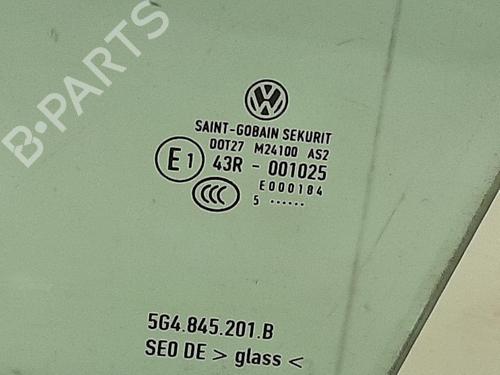 B-PARTS
VW
SAINT-GOBAIN SEKURIT
DOT27 M24100 AS2
E1 43R - 001025
CCC E000184
5 ••••••
5G4.845.201.B
SE0 DE > glass <